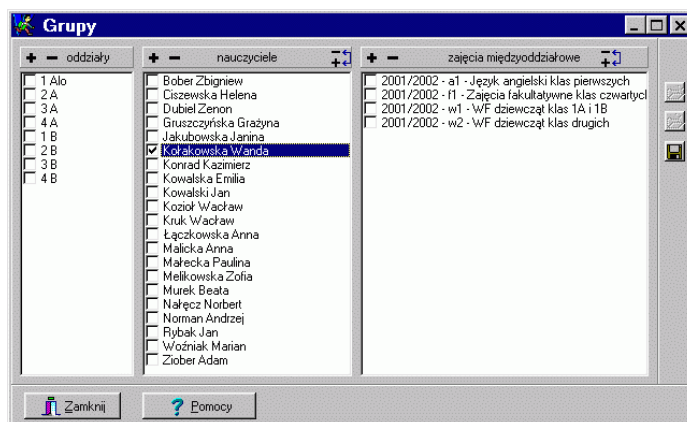 Grupy
+ − oddziały
1 Alo
2 A
3 A
4 A
1 B
2 B
3 B
4 B
+ − nauczyciele
Bober Zbigniew
Ciszewska Helena
Dubiel Zenon
Gruszczyńska Grażyna
Jakubowska Janina
Kołakowska Wanda
Konrad Kazimierz
Kowalska Emilia
Kowalski Jan
Kozioł Wacław
Kruk Wacław
Łączkowska Anna
Malicka Anna
Małecka Paulina
Melikowska Zofia
Murek Beata
Nałęcz Norbert
Norman Andrzej
Rybak Jan
Woźniak Marian
Ziober Adam
+ − zajęcia międzyoddziałowe
2001/2002 - a1 - Język angielski klas pierwszych
2001/2002 - f1 - Zajęcia fakultatywne klas czwartycl
2001/2002 - w1 - WF dziewcząt klas 1A i 1B
2001/2002 - w2 - WF dziewcząt klas drugich
Zamknij
? Pomocy